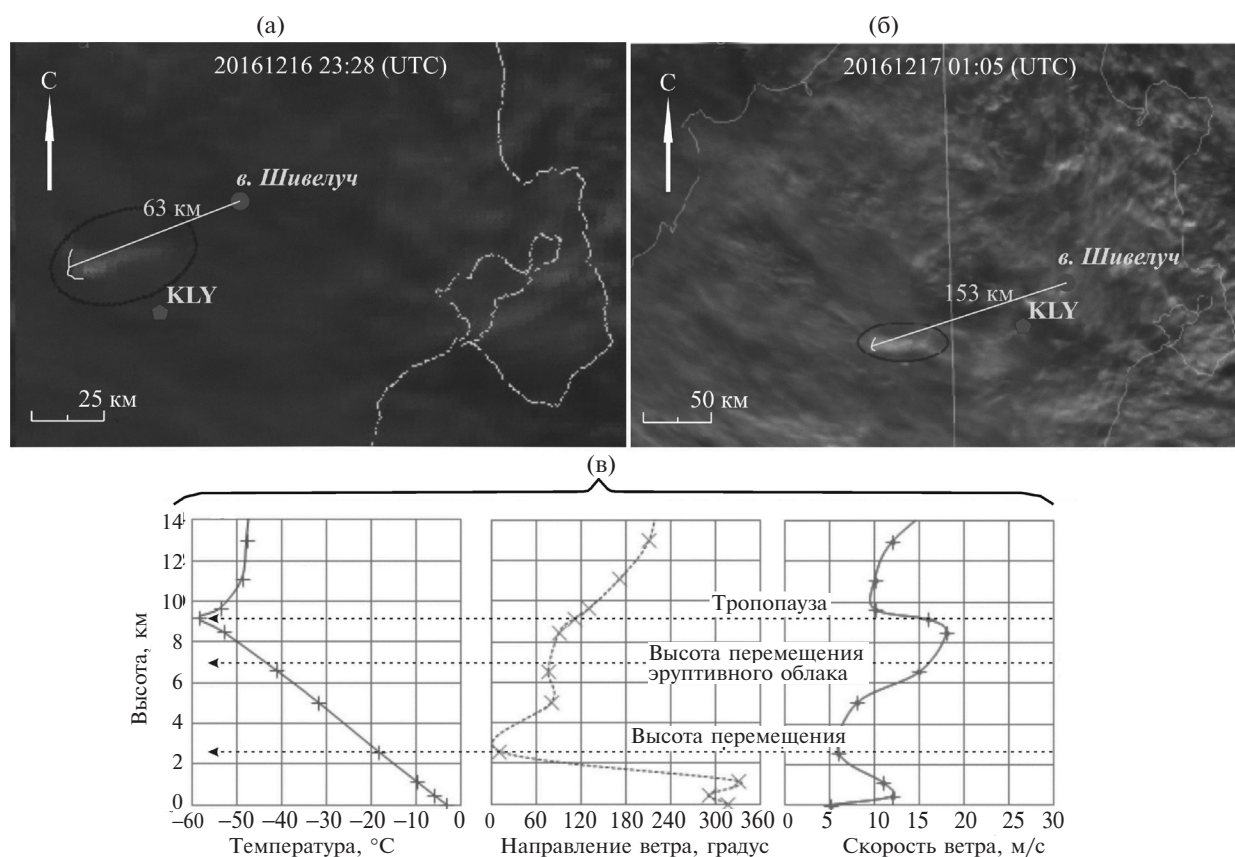 (а)
(б)
20161216 23:28 (UTC)
С
в. Шивелуч
63 км
KLY
25 км
20161217 01:05 (UTC)
С
в. Шивелуч
153 км
KLY
50 км
(в)
14
12
10
8
6
4
2
0
Высота, км
–60 –50 –40 –30 –20 –10 0
Температура, °C
0 60 120 180 240 300 360
Направление ветра, градус
5 10 15 20 25 30
Скорость ветра, м/с
Тропопауза
Высота перемещения
эруптивного облака
Высота перемещения